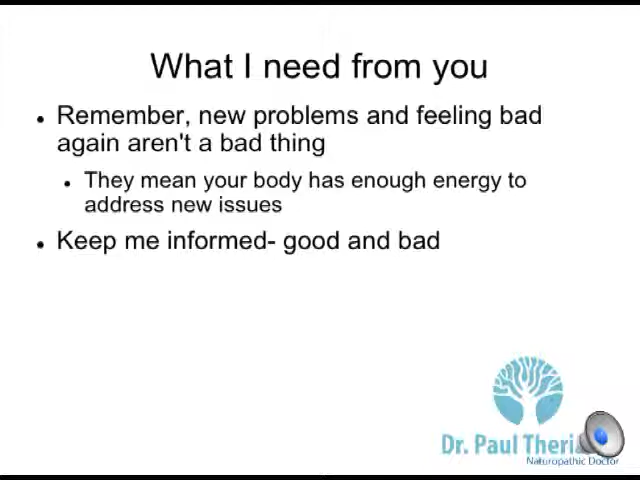 What I need from you
Remember, new problems and feeling bad
again aren't a bad thing
They mean your body has enough energy to
address new issues
Keep me informed- good and bad
Dr. Paul
Naturopathic Doctor